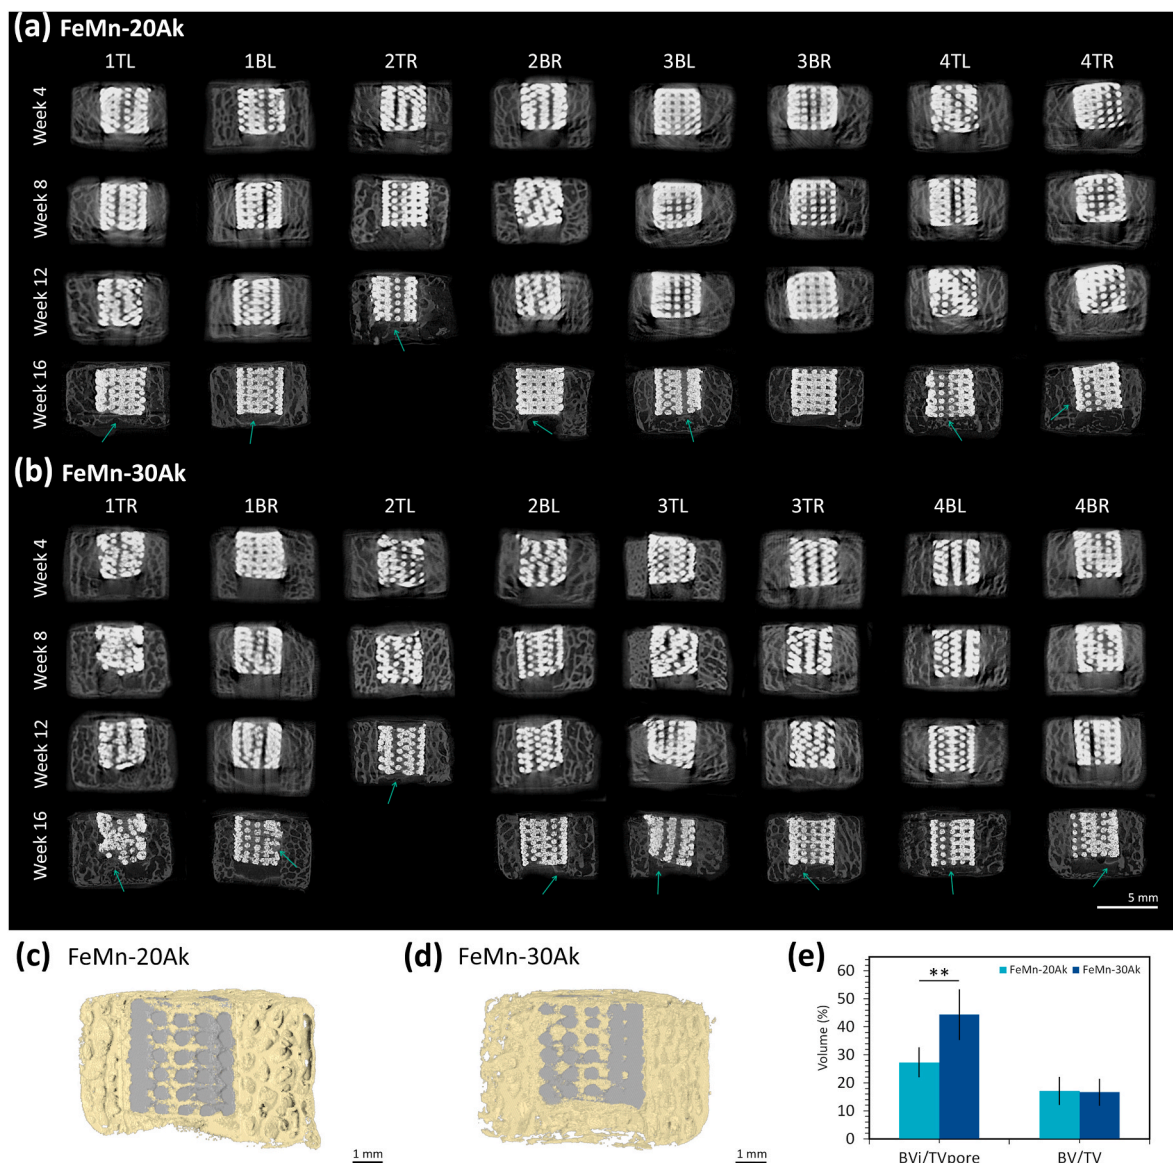 (a) FeMn-20Ak
1TL 1BL 2TR 2BR 3BL 3BR 4TL 4TR
Week 4
Week 8
Week 12
Week 16
(b) FeMn-30Ak
1TR 1BR 2TL 2BL 3TL 3TR 4BL 4BR
Week 4
Week 8
Week 12
Week 16
5 mm
(c) FeMn-20Ak
1 mm
(d) FeMn-30Ak
1 mm
(e)
FeMn-20Ak FeMn-30Ak
**
Volume (%)
60
50
40
30
20
10
0
BVi/TVpore BV/TV